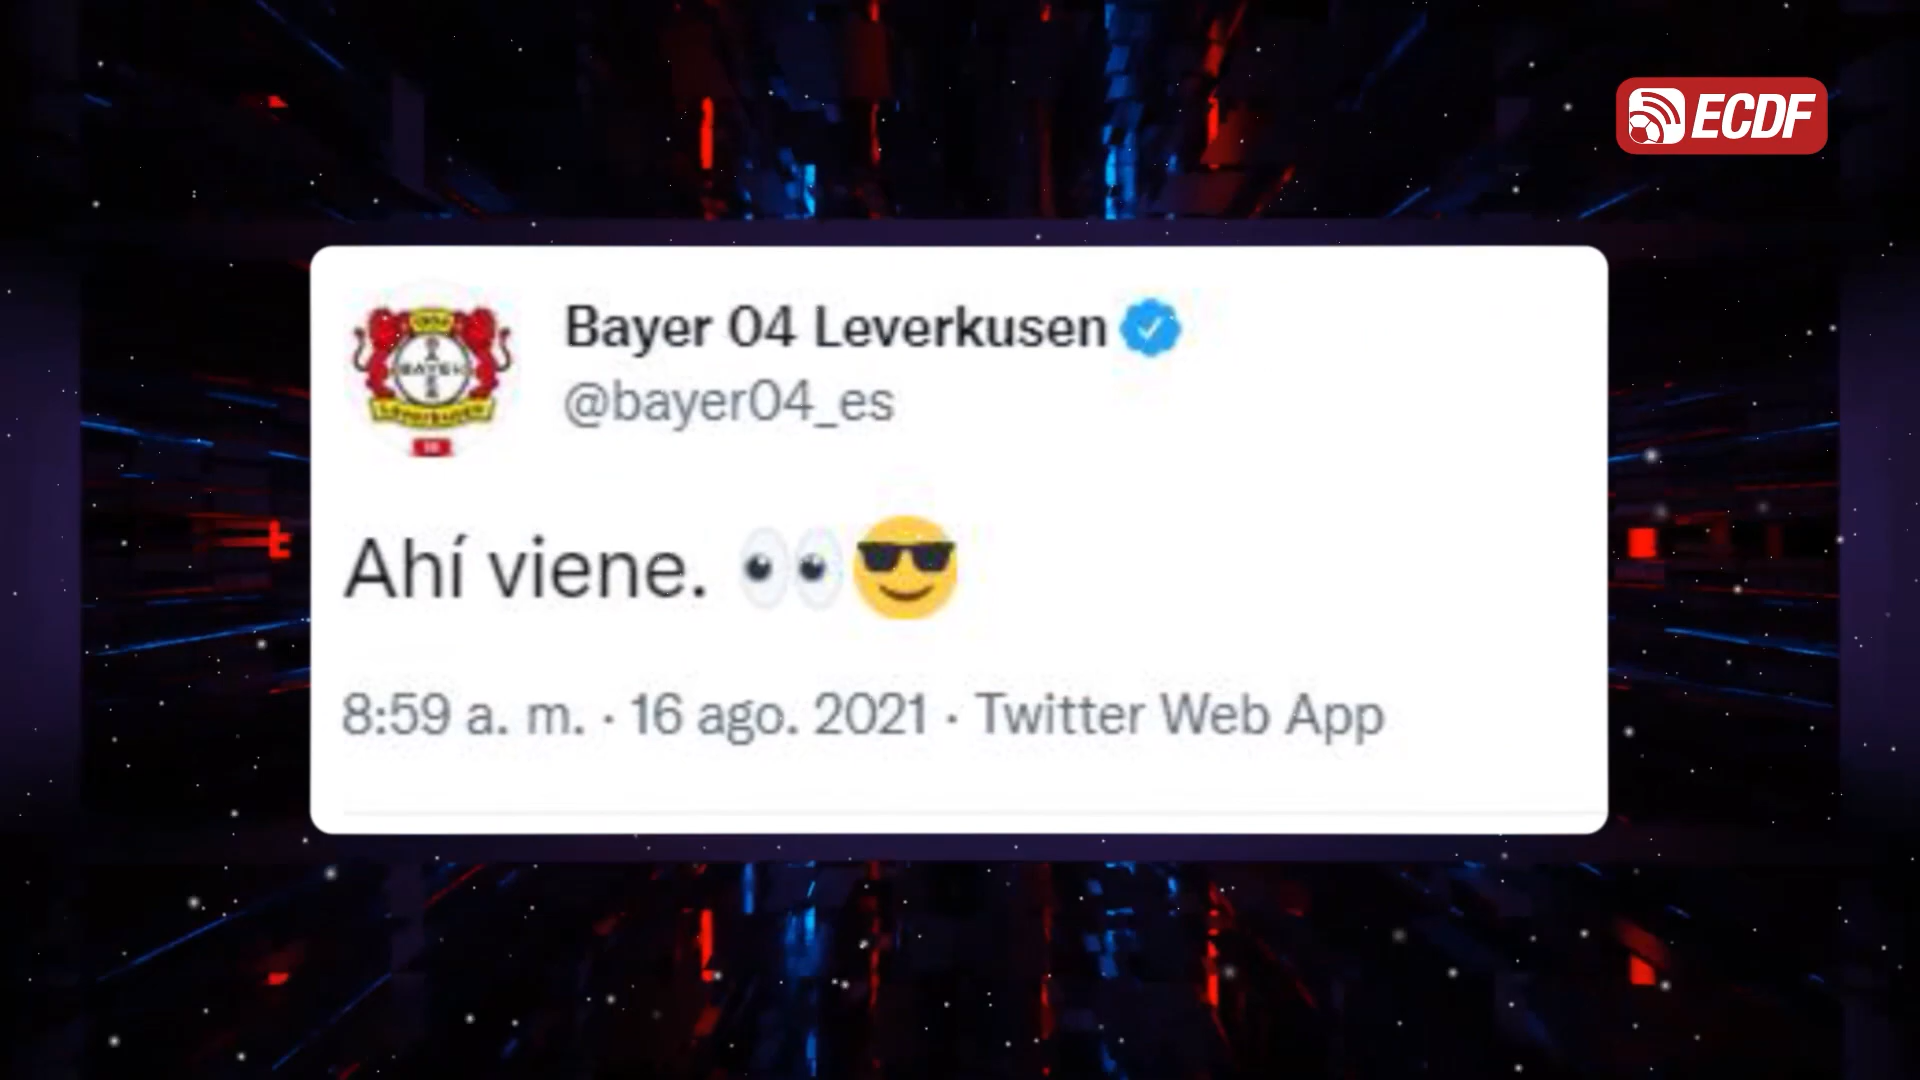 ECDF
Bayer 04 Leverkusen
@bayer04_es
Ahí viene. 👀😎
8:59 a. m. · 16 ago. 2021 · Twitter Web App